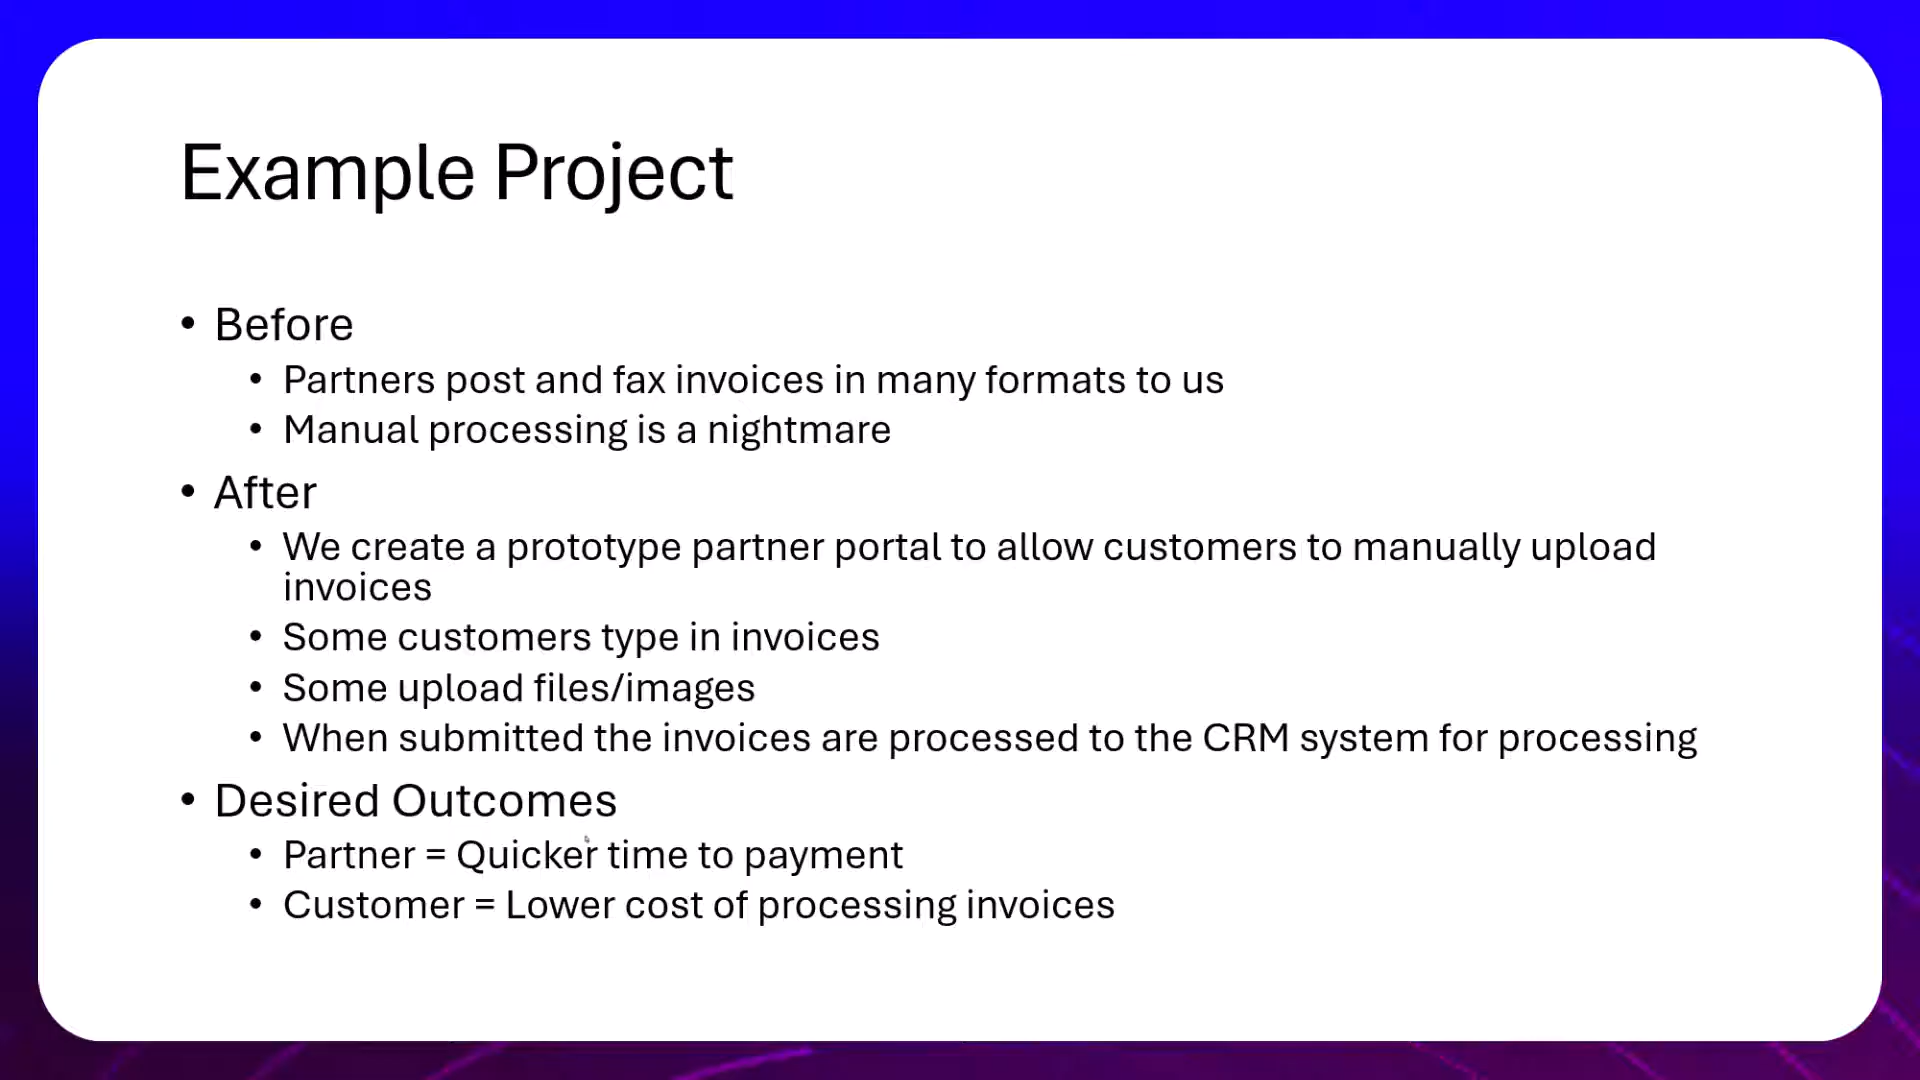 Example Project
• Before
• Partners post and fax invoices in many formats to us
• Manual processing is a nightmare
• After
• We create a prototype partner portal to allow customers to manually upload
invoices
• Some customers type in invoices
• Some upload files/images
• When submitted the invoices are processed to the CRM system for processing
• Desired Outcomes
• Partner = Quicker time to payment
• Customer = Lower cost of processing invoices